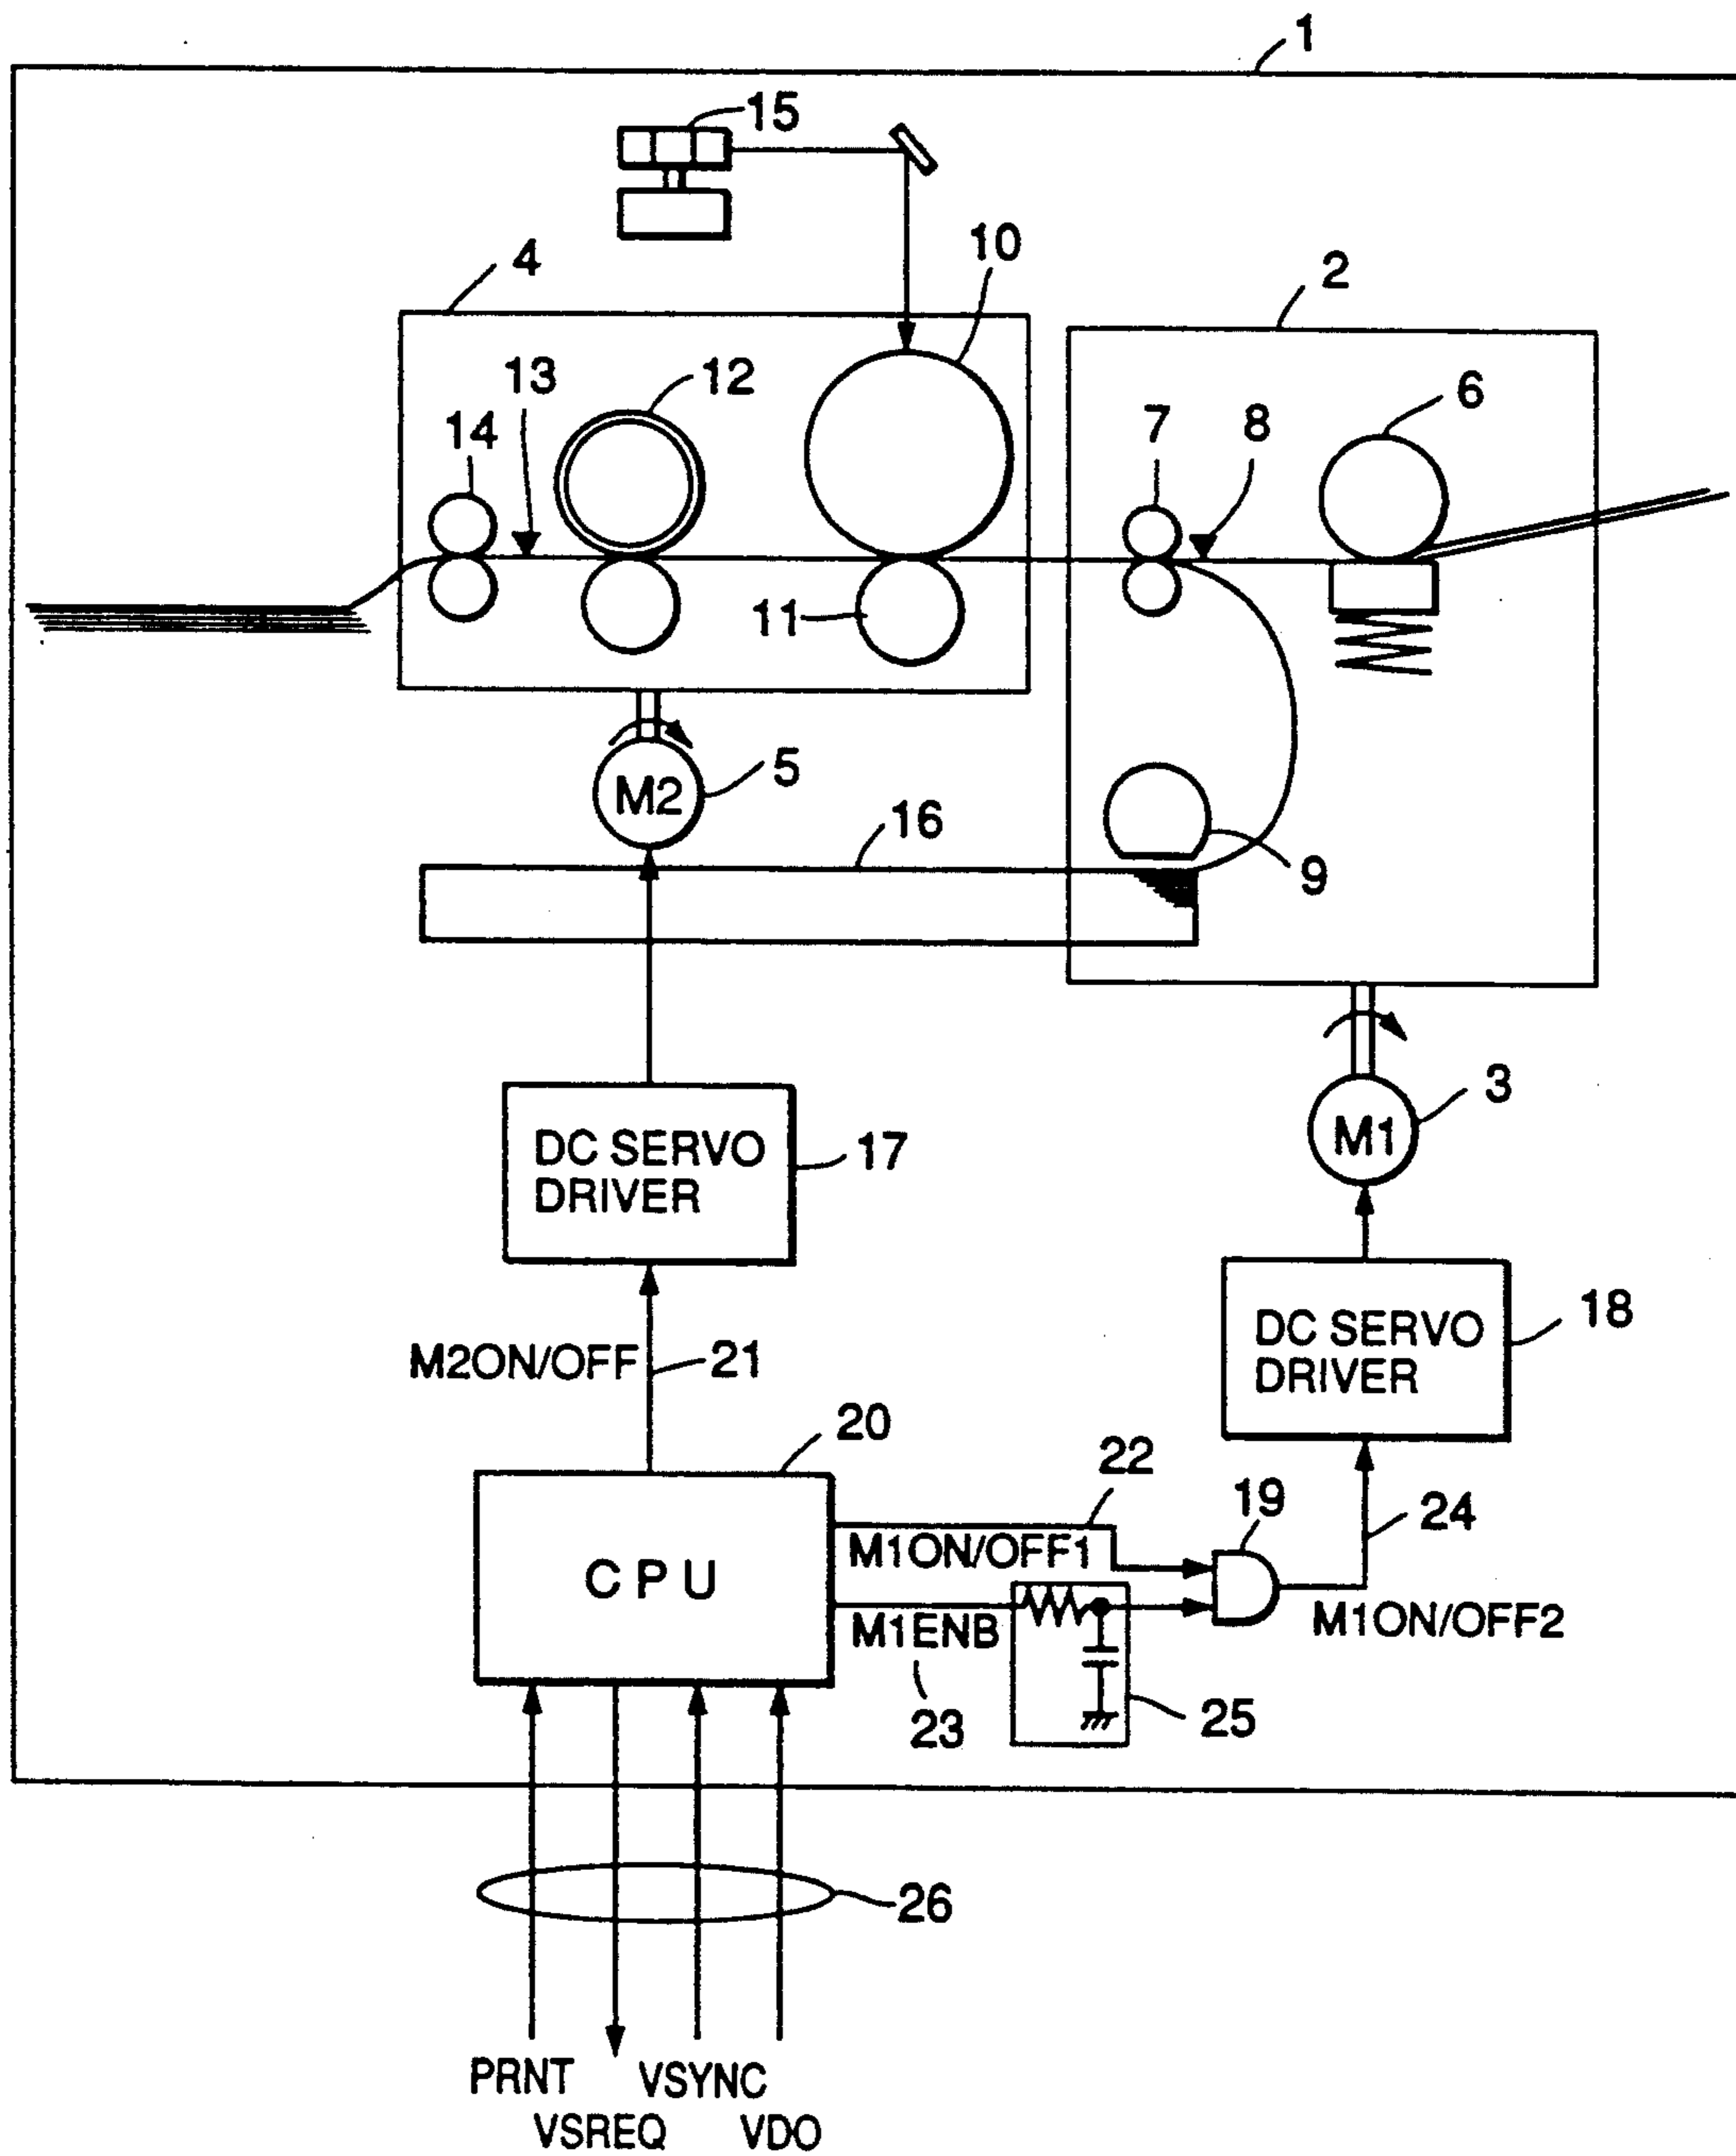 1
15
10
4
2
13
12
6
14
7
8
11
M2
5
16
9
3
M1
DC SERVO
DRIVER
17
18
DC SERVO
DRIVER
M2ON/OFF
21
20
22
19
24
CPU
M1ON/OFF1
M1ENB
M1ON/OFF2
23
25
26
PRNT
VSYNC
VSREQ
VDO